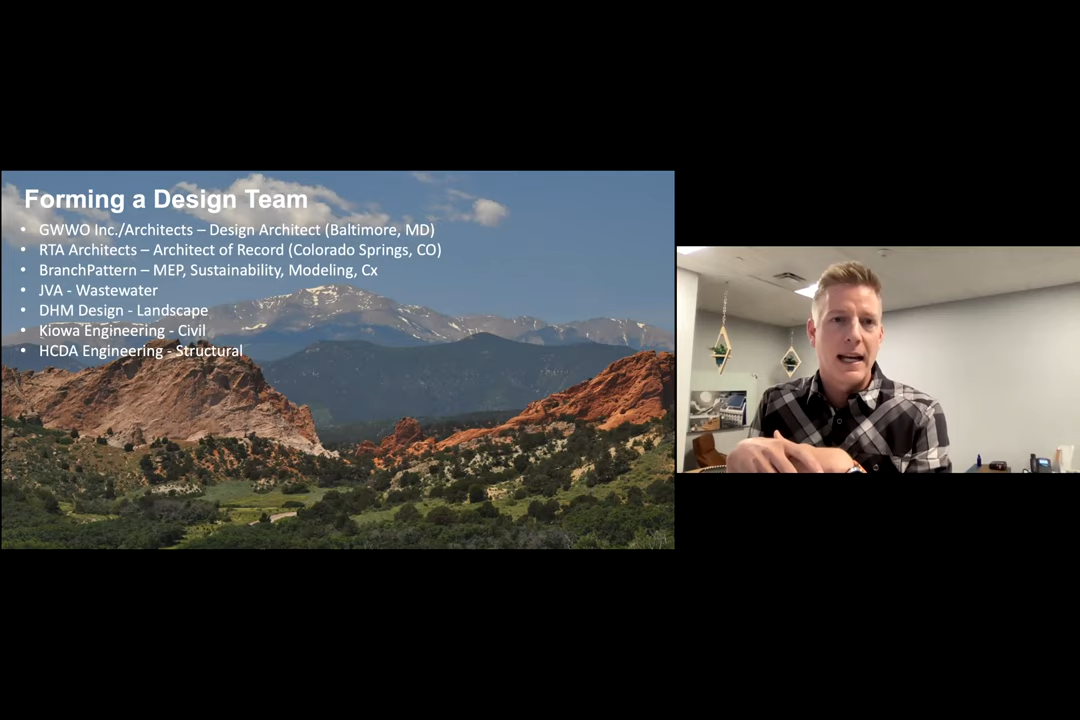 Forming a Design Team
• GWWO Inc./Architects – Design Architect (Baltimore, MD)
• RTA Architects – Architect of Record (Colorado Springs, CO)
• BranchPattern – MEP, Sustainability, Modeling, Cx
• JVA - Wastewater
• DHM Design - Landscape
• Kiowa Engineering - Civil
• HCDA Engineering - Structural